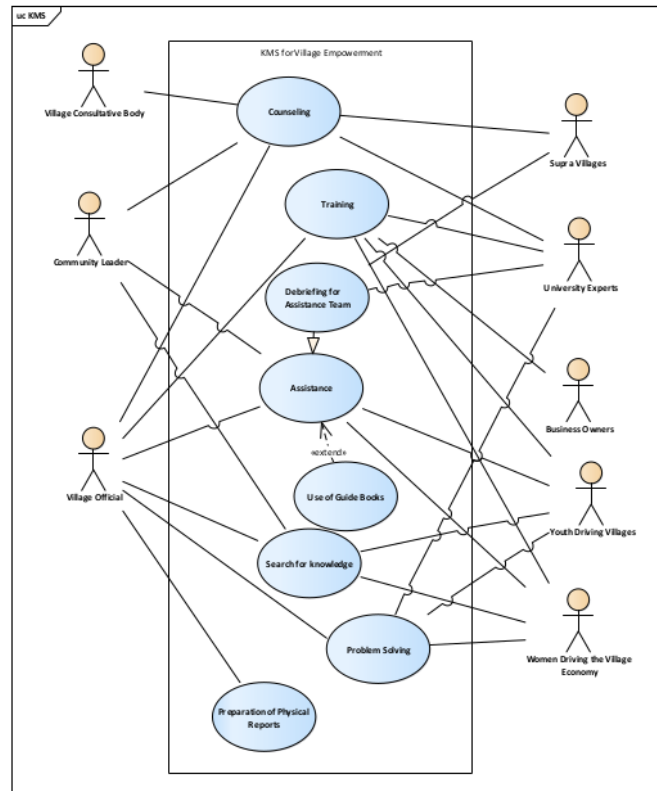 uc KMS
KMS for Village Empowerment
Village Consultative Body
Counseling
Supra Villages
Training
Community Leader
University Experts
Debriefing for
Assistance Team
Assistance
Business Owners
«extend»
Village Official
Use of Guide Books
Youth Driving Villages
Search for knowledge
Problem Solving
Women Driving the Village
Economy
Preparation of Physical
Reports